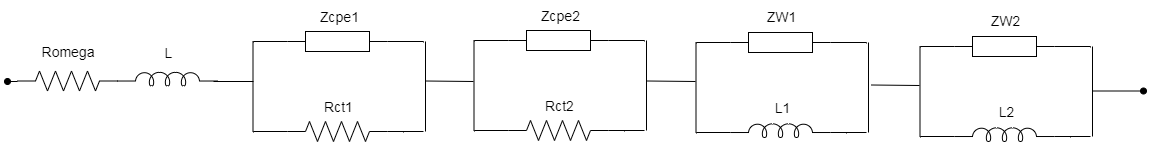 Romega
L
Zcpe1
Rct1
Zcpe2
Rct2
ZW1
L1
ZW2
L2